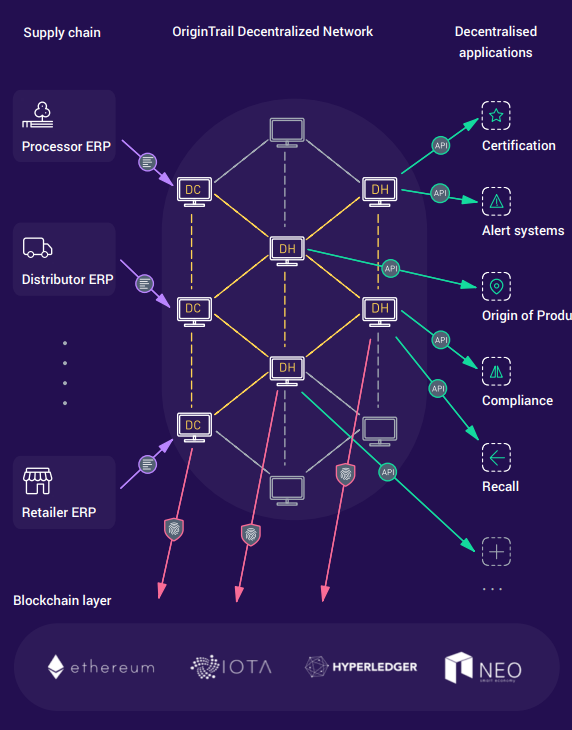 Supply chain
OriginTrail Decentralized Network
Decentralised
applications
Processor ERP
Certification
API
DC
DH
API
Alert systems
Distributor ERP
DH
API
Origin of Produ
DC
DH
API
Compliance
DH
API
DC
Recall
API
Retailer ERP
...
Blockchain layer
ethereum
IOTA
HYPERLEDGER
NEO
smart economy